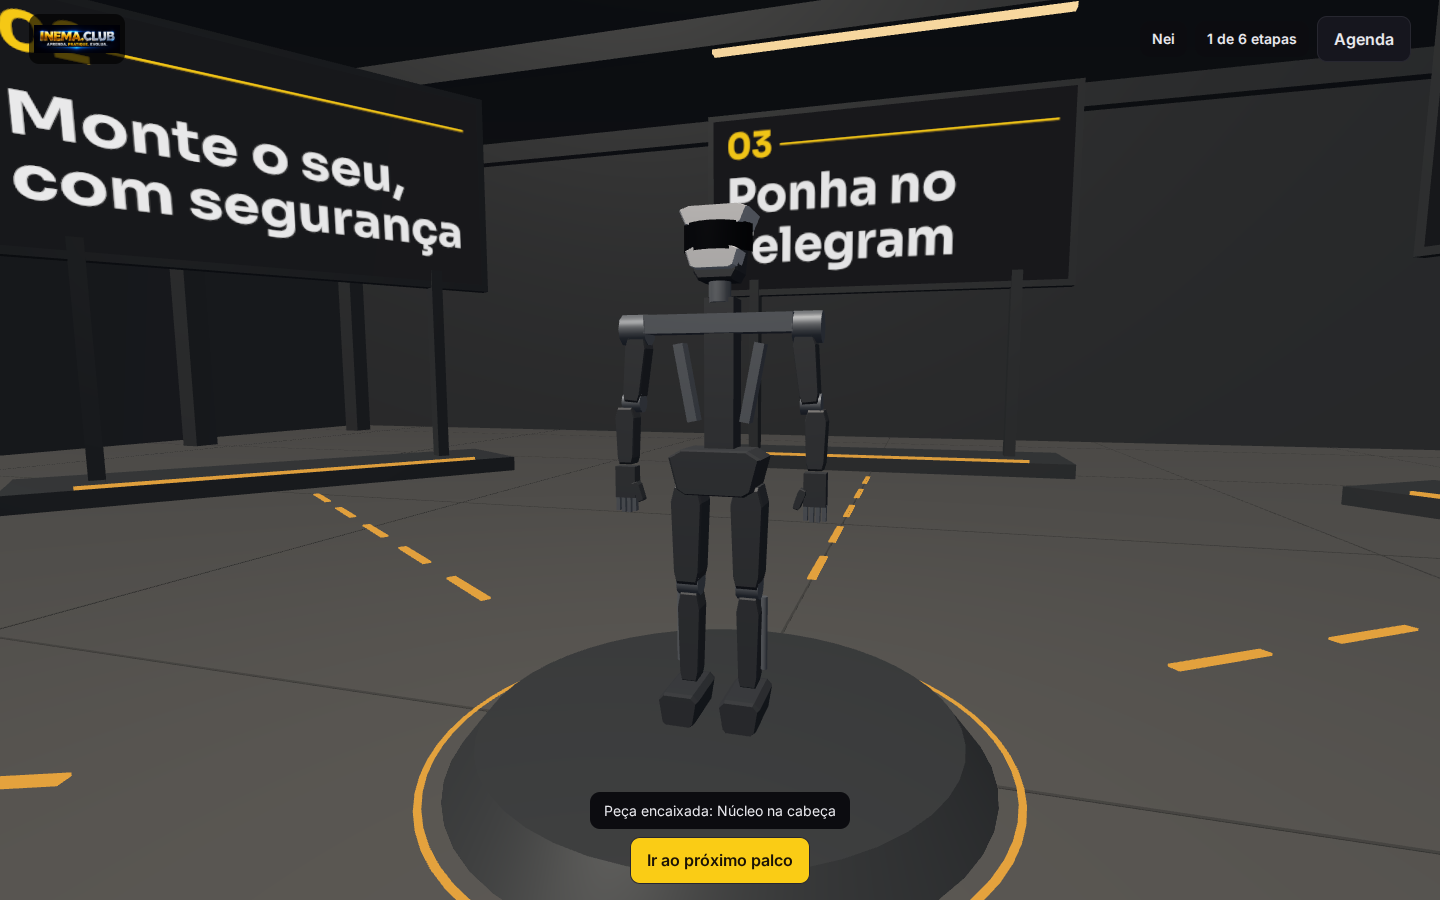 INEMA.CLUB
Nei
1 de 6 etapas
Agenda
Monte o seu,
com segurança
03
Ponha no
elegram
Peça encaixada: Núcleo na cabeça
Ir ao próximo palco